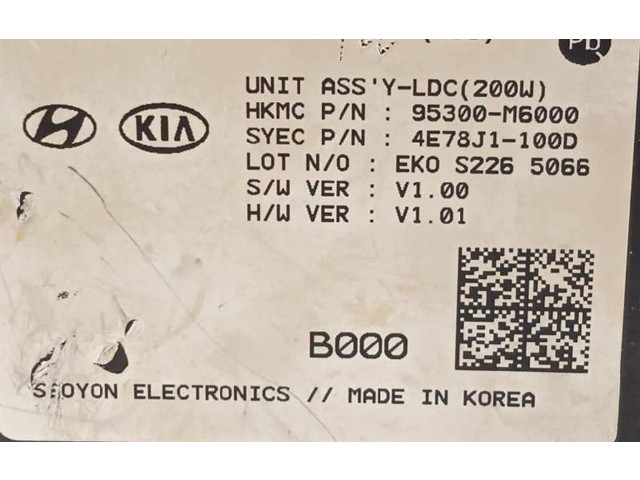 Pb
UNIT ASS'Y-LDC(200W)
HKMC P/N : 95300-M6000
KIA
SYEC P/N : 4E78J1-100D
LOT N/O : EKO S226 5066
S/W VER : V1.00
H/W VER : V1.01
B000
SEOYON ELECTRONICS // MADE IN KOREA